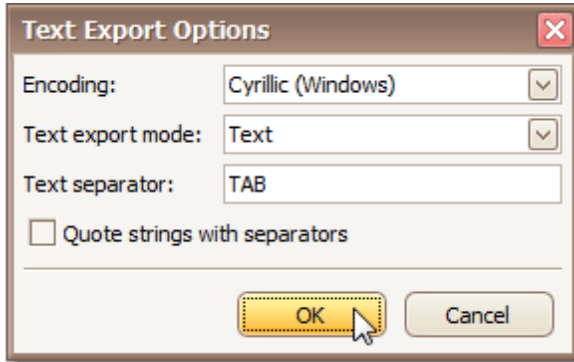 Text Export Options
Encoding: Cyrillic (Windows)
Text export mode: Text
Text separator: TAB
Quote strings with separators
OK Cancel